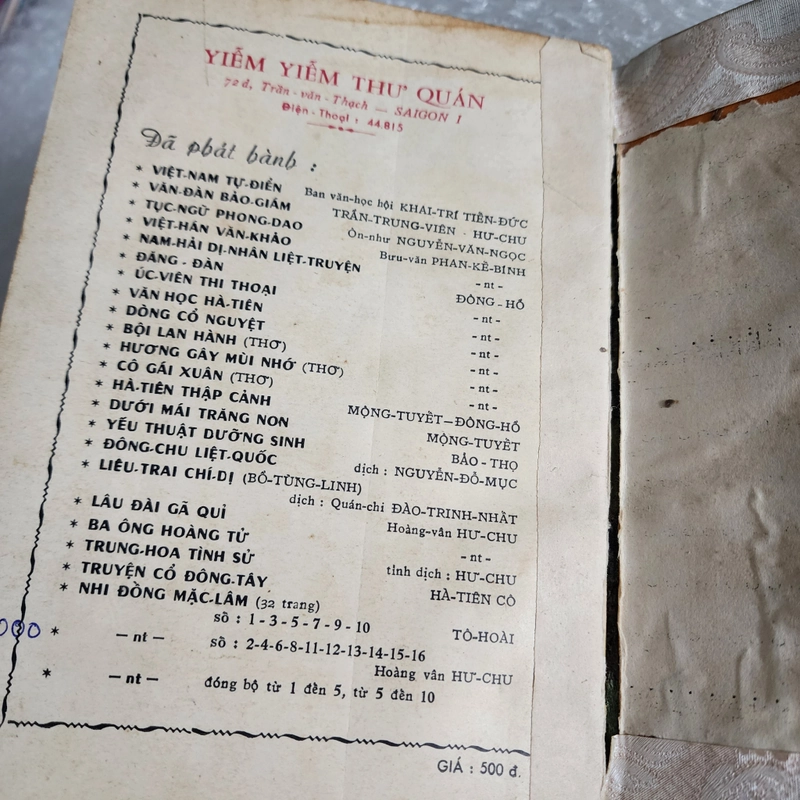 YIỄM YIỄM THƯ QUÁN
72d, Trần-văn-Thạch — SAIGON I
Điện-Thoại : 44.815
Đã phát hành :
* VIỆT-NAM TỰ-ĐIỂN Ban văn-học hội KHAI-TRÍ TIẾN-ĐỨC
* VĂN-ĐÀN BẢO-GIÁM TRẦN-TRUNG-VIÊN · HƯ-CHU
* TỤC-NGỮ PHONG-DAO Ôn-như NGUYỄN-VĂN-NGỌC
* VIỆT-HÁN VĂN-KHẢO Bưu-văn PHAN-KẾ-BÍNH
* NAM-HẢI DỊ-NHÂN LIỆT-TRUYỆN - nt -
* ĐĂNG - ĐÀN ĐÔNG - HỒ
* ÚC-VIÊN THI THOẠI - nt -
* VĂN HỌC HÀ-TIÊN - nt -
* DÒNG CỔ NGUYỆT - nt -
* BỘI LAN HÀNH (THƠ) - nt -
* HƯƠNG GÂY MÙI NHỚ (THƠ) - nt -
* CÔ GÁI XUÂN (THƠ) - nt -
* HÀ-TIÊN THẬP CẢNH MỘNG-TUYẾT—ĐÔNG-HỒ
* DƯỚI MÁI TRĂNG NON MỘNG-TUYẾT
* YẾU THUẬT DƯỠNG SINH BẢO - THỌ
* ĐÔNG-CHU LIỆT-QUỐC dịch : NGUYỄN-ĐỖ-MỤC
* LIÊU-TRAI CHÍ-DỊ (BỒ-TÙNG-LINH)
dịch : Quán-chi ĐÀO-TRINH-NHẤT
* LÂU ĐÀI GÃ QUỈ Hoàng-vân HƯ-CHU
* BA ÔNG HOÀNG TỬ - nt -
* TRUNG-HOA TÌNH SỬ tình dịch : HƯ-CHU
* TRUYỆN CỔ ĐÔNG-TÂY HÀ-TIÊN CÔ
* NHI ĐỒNG MẶC-LÂM (32 trang)
số : 1 - 3 - 5 - 7 - 9 - 10 TÔ-HOÀI
* — nt — số : 2-4-6-8-11-12-13-14-15-16
Hoàng vân HƯ-CHU
* — nt — đóng bộ từ 1 đến 5, từ 5 đến 10
GIÁ : 500 đ.